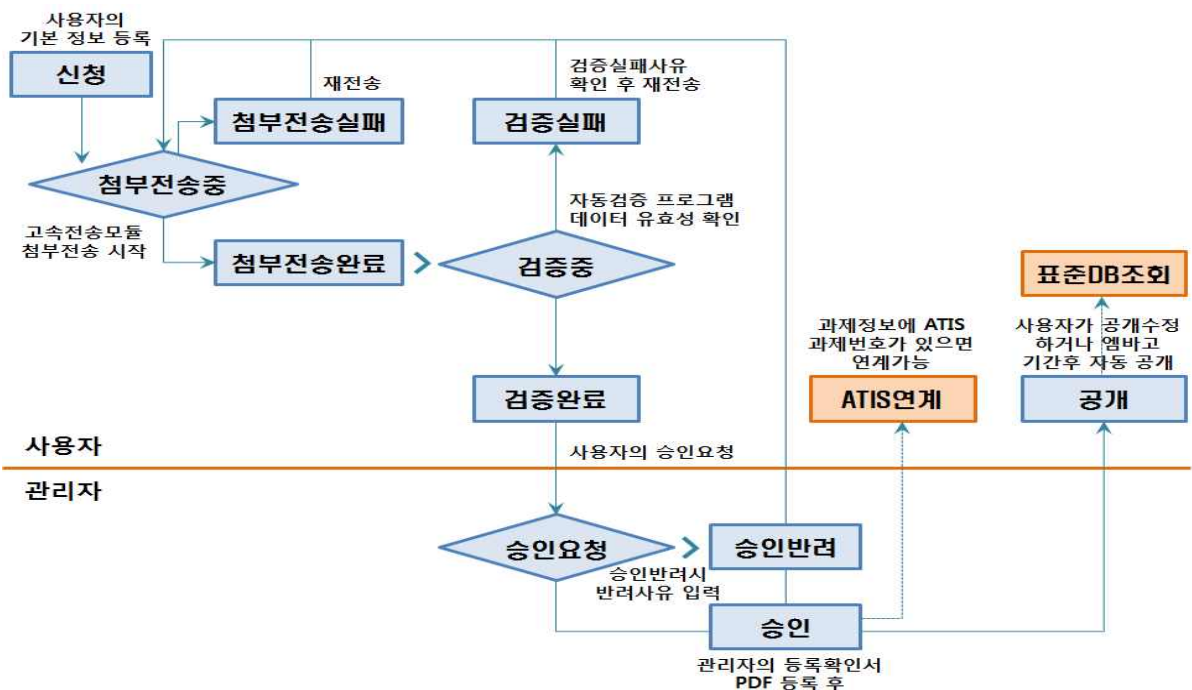 사용자의
기본 정보 등록
신청
재전송
검증실패사유
확인 후 재전송
첨부전송실패
검증실패
첨부전송중
자동검증 프로그램
데이터 유효성 확인
고속전송모듈
첨부전송 시작
첨부전송완료
검증중
표준DB조회
과제정보에 ATIS
과제번호가 있으면
연계가능
사용자가 공개수정
하거나 엠바고
기간후 자동 공개
검증완료
ATIS연계
공개
사용자
사용자의 승인요청
관리자
승인요청
승인반려
승인반려시
반려사유 입력
승인
관리자의 등록확인서
PDF 등록 후